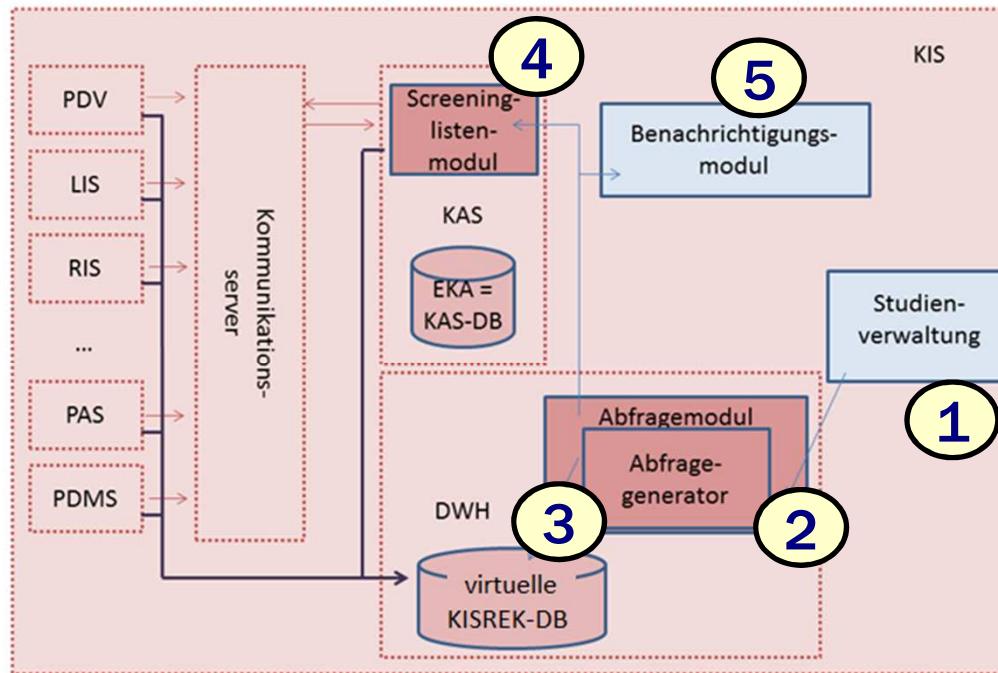 KIS
PDV
LIS
RIS
...
PAS
PDMS
Kommunikations-
server
4
Screening-
listen-
modul
KAS
EKA =
KAS-DB
5
Benachrichtigungs-
modul
Studien-
verwaltung
1
Abfragemodul
Abfrage-
generator
2
3
DWH
virtuelle
KISREK-DB